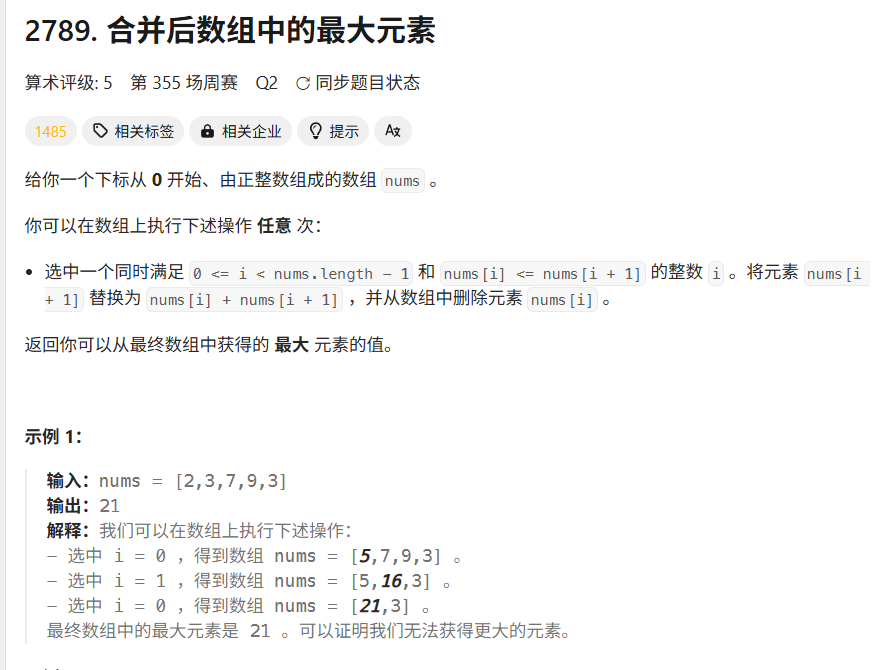 2789. 合并后数组中的最大元素
算术评级: 5 第 355 场周赛 Q2 同步题目状态
1485 相关标签 相关企业 提示
给你一个下标从 0 开始、由正整数组成的数组 nums 。
你可以在数组上执行下述操作 任意 次：
• 选中一个同时满足 0 <= i < nums.length - 1 和 nums[i] <= nums[i + 1] 的整数 i 。将元素 nums[i
+ 1] 替换为 nums[i] + nums[i + 1] ，并从数组中删除元素 nums[i] 。
返回你可以从最终数组中获得的 最大 元素的值。
示例 1：
输入：nums = [2,3,7,9,3]
输出：21
解释：我们可以在数组上执行下述操作：
- 选中 i = 0 ，得到数组 nums = [5,7,9,3] 。
- 选中 i = 1 ，得到数组 nums = [5,16,3] 。
- 选中 i = 0 ，得到数组 nums = [21,3] 。
最终数组中的最大元素是 21 。可以证明我们无法获得更大的元素。